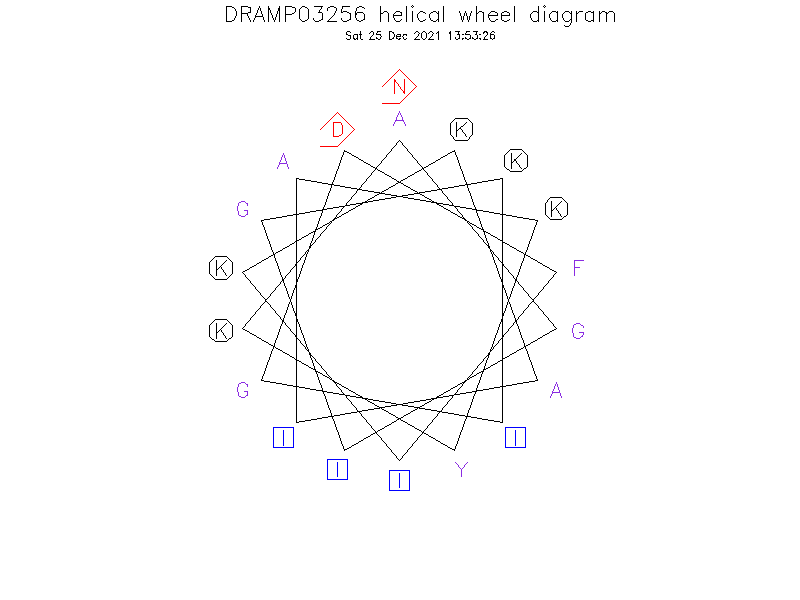 DRAMP03256 helical wheel diagram
Sat 25 Dec 2021 13:53:26
N
A
D K
A K
G K
K F
K G
G A
I I
I Y
I